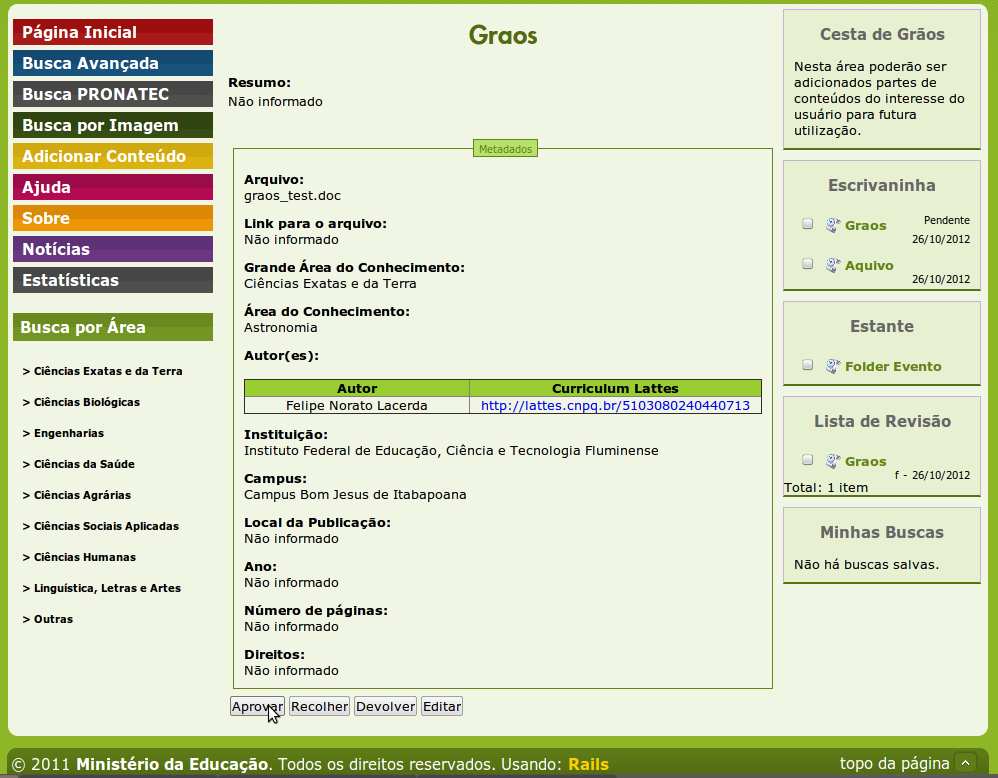 Página Inicial
Busca Avançada
Busca PRONATEC
Busca por Imagem
Adicionar Conteúdo
Ajuda
Sobre
Notícias
Estatísticas
Busca por Área
> Ciências Exatas e da Terra
> Ciências Biológicas
> Engenharias
> Ciências da Saúde
> Ciências Agrárias
> Ciências Sociais Aplicadas
> Ciências Humanas
> Linguística, Letras e Artes
> Outras
Graos
Resumo:
Não informado
Metadados
Arquivo:
graos_test.doc
Link para o arquivo:
Não informado
Grande Área do Conhecimento:
Ciências Exatas e da Terra
Área do Conhecimento:
Astronomia
Autor(es):
Autor Curriculum Lattes
Felipe Norato Lacerda http://lattes.cnpq.br/5103080240440713
Instituição:
Instituto Federal de Educação, Ciência e Tecnologia Fluminense
Campus:
Campus Bom Jesus de Itabapoana
Local da Publicação:
Não informado
Ano:
Não informado
Número de páginas:
Não informado
Direitos:
Não informado
Aprovar Recolher Devolver Editar
Cesta de Grãos
Nesta área poderão ser
adicionados partes de
conteúdos do interesse do
usuário para futura
utilização.
Escrivaninha
Graos Pendente
26/10/2012
Aquivo
26/10/2012
Estante
Folder Evento
Lista de Revisão
Graos
f - 26/10/2012
Total: 1 item
Minhas Buscas
Não há buscas salvas.
© 2011 Ministério da Educação. Todos os direitos reservados. Usando: Rails
topo da página